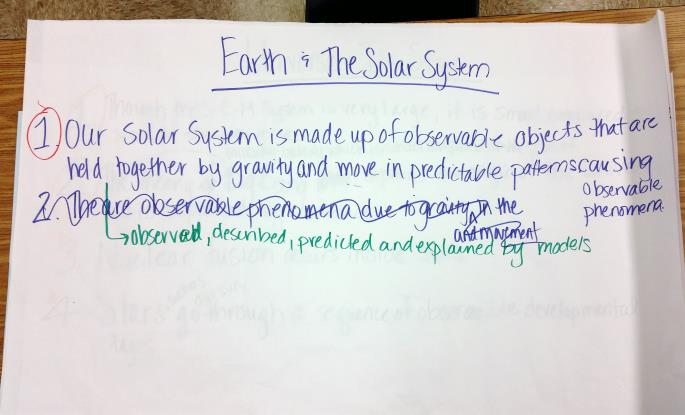 Earth & The Solar System
1. Our Solar System is made up of observable objects that are
held together by gravity and move in predictable patterns causing
observable
phenomena.
2. There are observable phenomena due to gravity in the
and movement
→ observed, described, predicted and explained by models